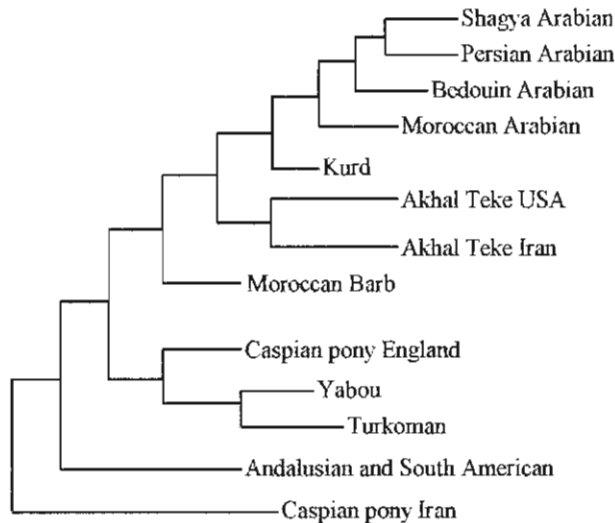 Shagya Arabian
Persian Arabian
Bedouin Arabian
Moroccan Arabian
Kurd
Akhal Teke USA
Akhal Teke Iran
Moroccan Barb
Caspian pony England
Yabou
Turkoman
Andalusian and South American
Caspian pony Iran